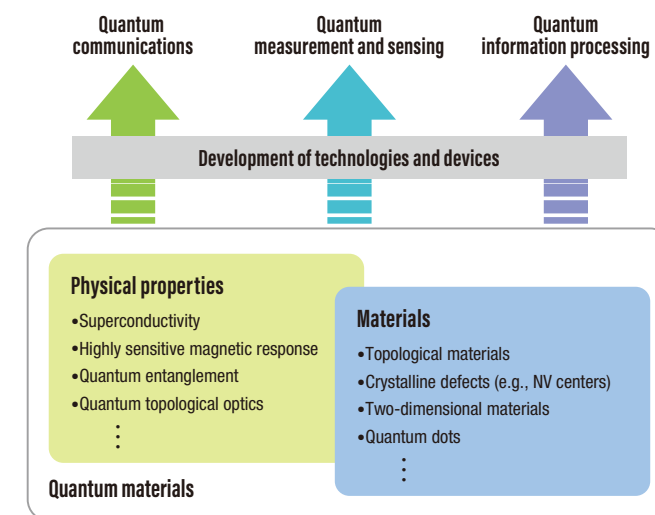 Quantum
communications
Quantum
measurement and sensing
Quantum
information processing
Development of technologies and devices
Physical properties
•Superconductivity
•Highly sensitive magnetic response
•Quantum entanglement
•Quantum topological optics
⋮
Materials
•Topological materials
•Crystalline defects (e.g., NV centers)
•Two-dimensional materials
•Quantum dots
⋮
Quantum materials